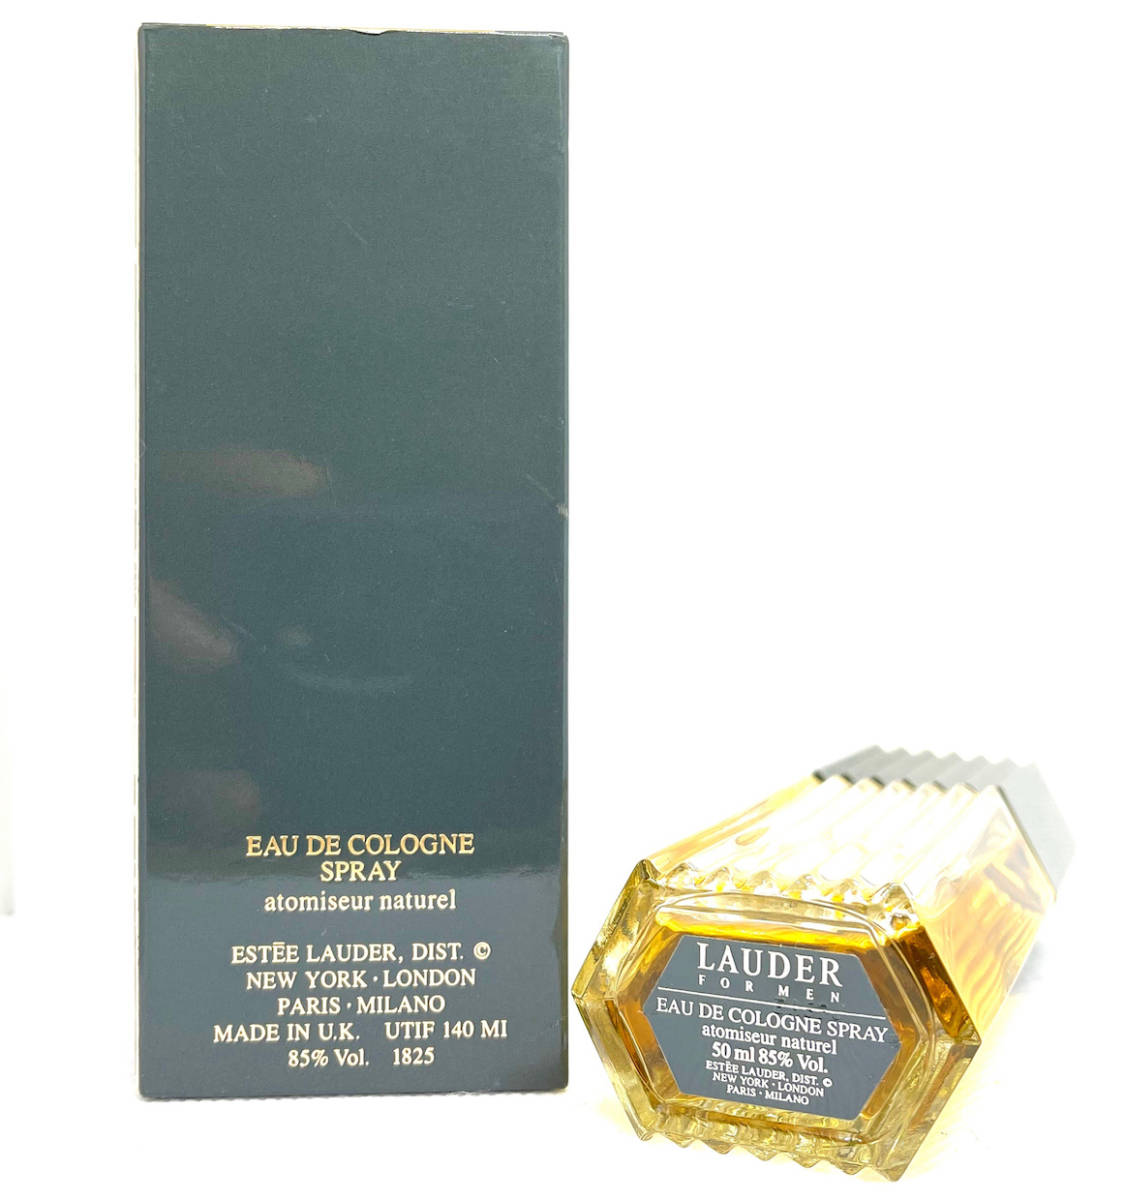 EAU DE COLOGNE
SPRAY
atomiseur naturel
ESTĒE LAUDER, DIST. ©
NEW YORK · LONDON
PARIS · MILANO
MADE IN U.K. UTIF 140 MI
85% Vol. 1825
LAUDER
FOR MEN
EAU DE COLOGNE SPRAY
atomiseur naturel
50 ml 85% Vol.
ESTĒE LAUDER, DIST. ©
NEW YORK · LONDON
PARIS · MILANO